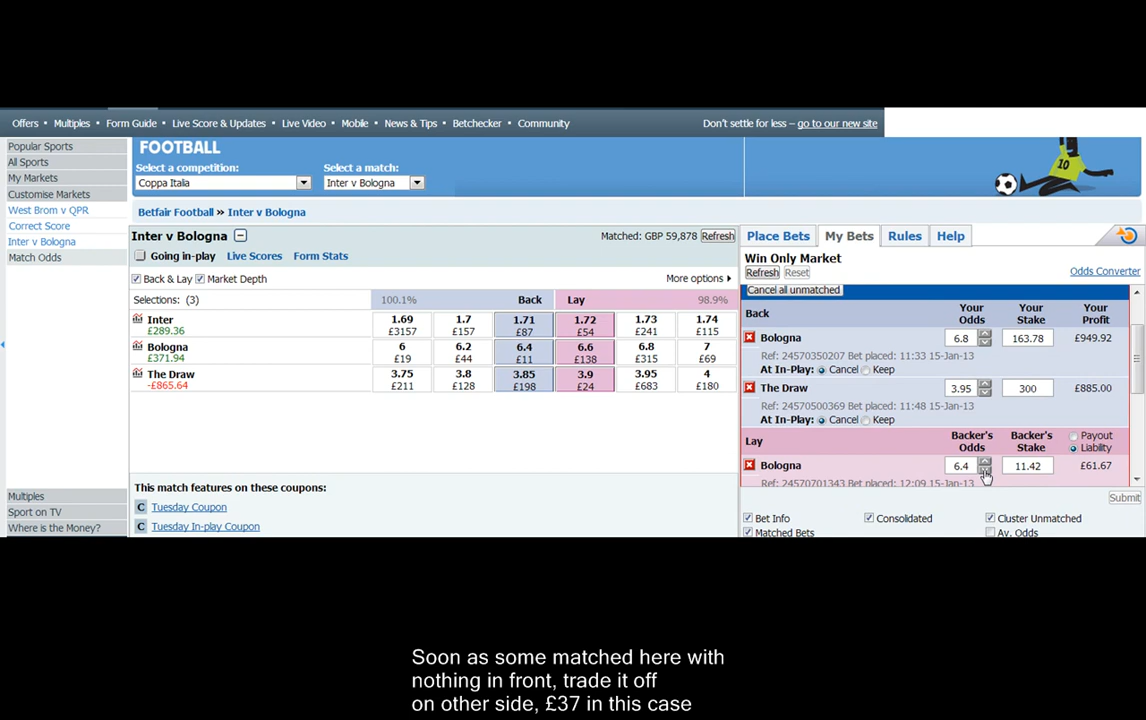 Offers • Multiples • Form Guide • Live Score & Updates • Live Video • Mobile • News & Tips • Betchecker • Community Don't settle for less – go to our new site
Popular Sports
All Sports
My Markets
Customise Markets
West Brom v QPR
Correct Score
Inter v Bologna
Match Odds
Multiples
Sport on TV
Where is the Money?
FOOTBALL
Select a competition: Select a match:
Coppa Italia Inter v Bologna
10
Betfair Football » Inter v Bologna
Inter v Bologna Matched: GBP 59,878 Refresh
Going in-play Live Scores Form Stats
Back & Lay Market Depth More options
Selections: (3) 100.1% Back Lay 98.9%
Inter 1.69 1.7 1.71 1.72 1.73 1.74
£289.36 £3157 £157 £87 £54 £241 £115
Bologna 6 6.2 6.4 6.6 6.8 7
£371.94 £19 £44 £11 £138 £315 £69
The Draw 3.75 3.8 3.85 3.9 3.95 4
-£865.64 £211 £128 £198 £24 £683 £180
This match features on these coupons:
C Tuesday Coupon
C Tuesday In-play Coupon
Place Bets My Bets Rules Help
Win Only Market
Refresh Reset Odds Converter
Cancel all unmatched
Back Your Odds Your Stake Your Profit
Bologna 6.8 163.78 £949.92
Ref: 24570350207 Bet placed: 11:33 15-Jan-13
At In-Play: Cancel Keep
The Draw 3.95 300 £885.00
Ref: 24570500369 Bet placed: 11:48 15-Jan-13
At In-Play: Cancel Keep
Lay Backer's Odds Backer's Stake Payout Liability
Bologna 6.4 11.42 £61.67
Ref: 24570701343 Bet placed: 12:09 15-Jan-13
Submit
Bet Info Consolidated Cluster Unmatched
Matched Bets Av. Odds
Soon as some matched here with
nothing in front, trade it off
on other side, £37 in this case